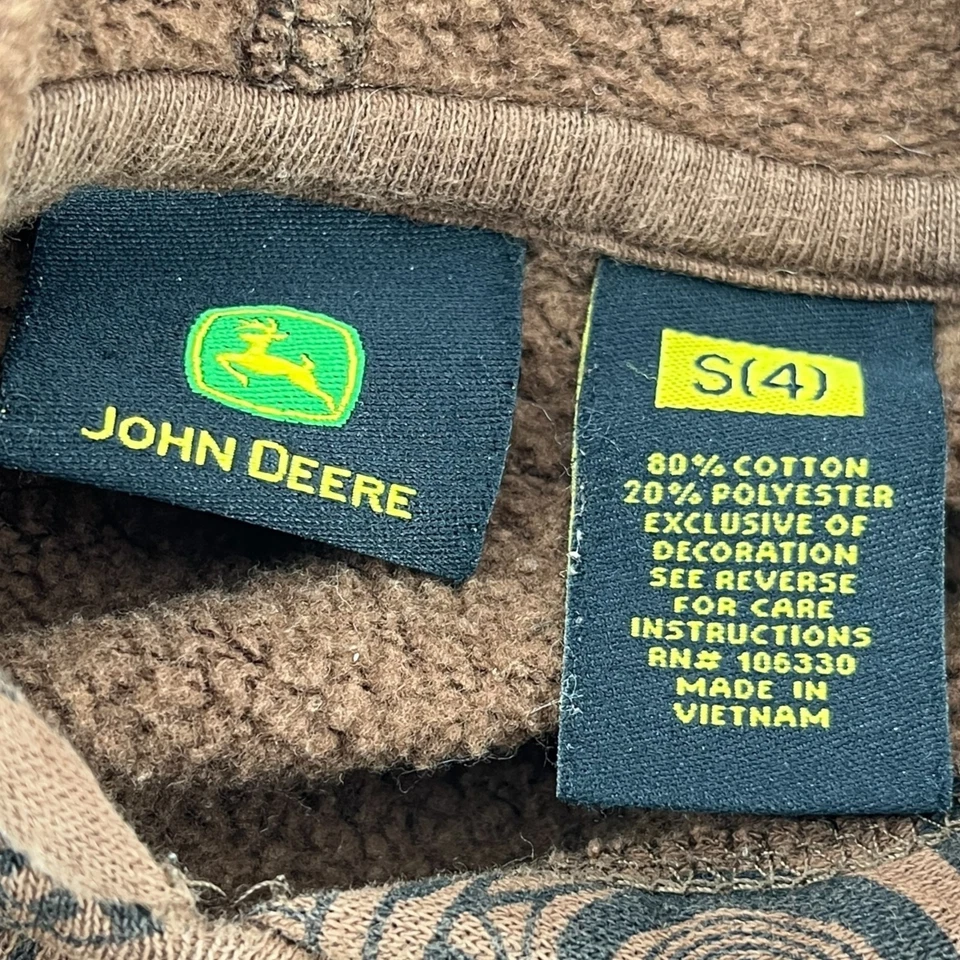 JOHN DEERE
S(4)
80% COTTON
20% POLYESTER
EXCLUSIVE OF
DECORATION
SEE REVERSE
FOR CARE
INSTRUCTIONS
RN# 106330
MADE IN
VIETNAM